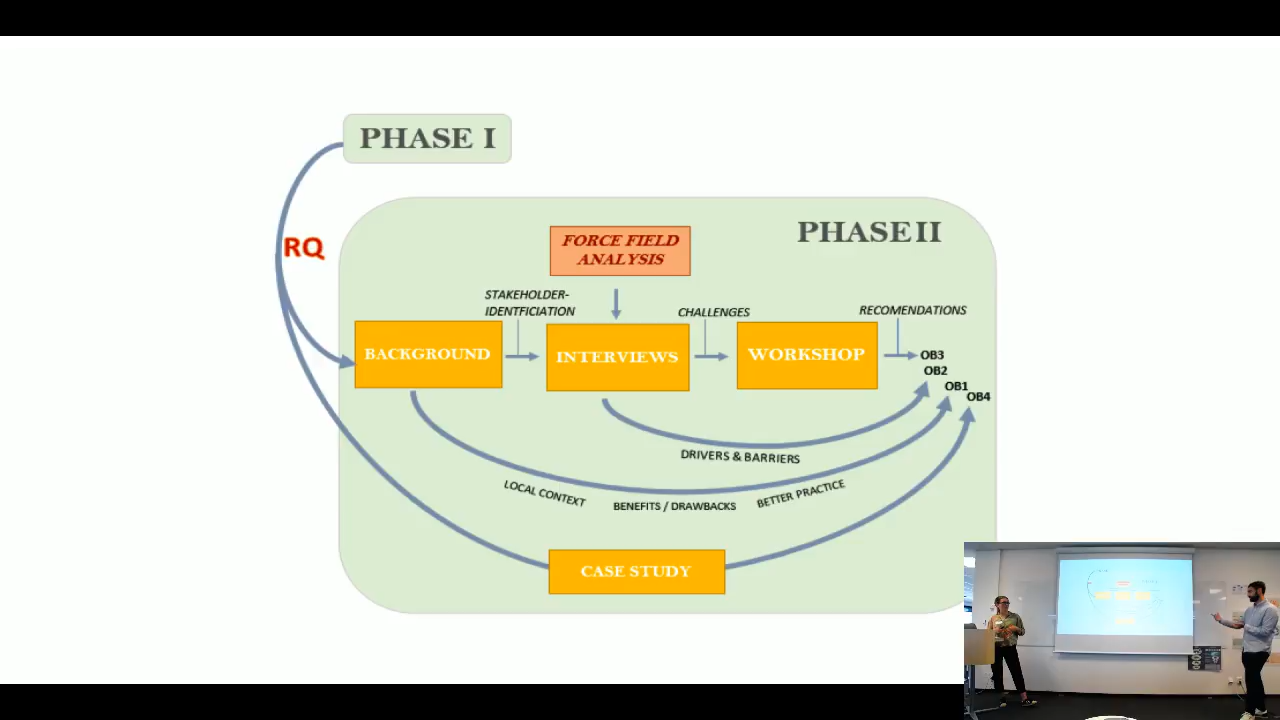 PHASE I
RQ
PHASE II
FORCE FIELD
ANALYSIS
STAKEHOLDER-
IDENTFICIATION
CHALLENGES
RECOMENDATIONS
BACKGROUND
INTERVIEWS
WORKSHOP
OB3
OB2
OB1
OB4
DRIVERS & BARRIERS
LOCAL CONTEXT
BENEFITS / DRAWBACKS
BETTER PRACTICE
CASE STUDY